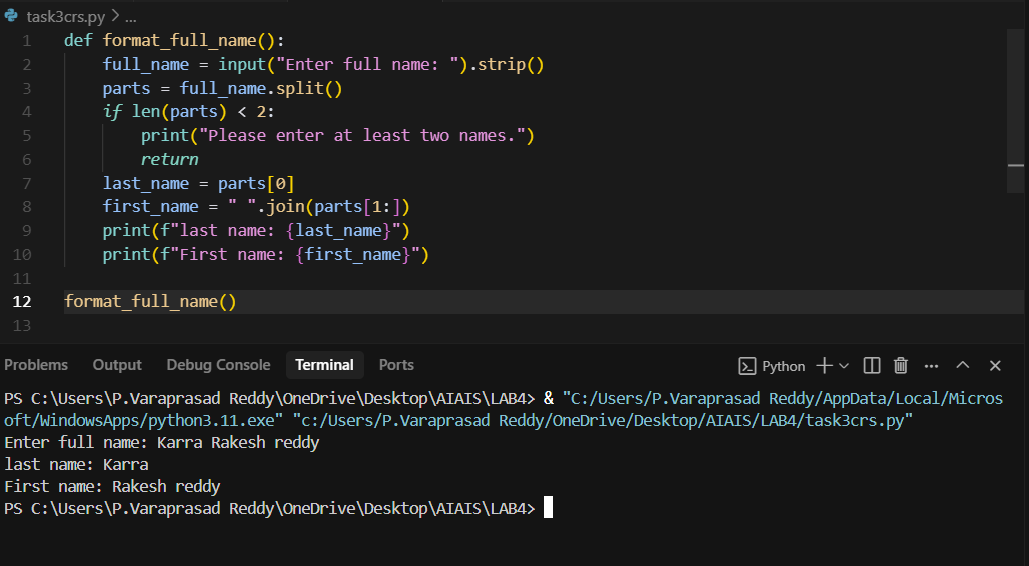 task3crs.py > ...
1 def format_full_name():
2     full_name = input("Enter full name: ").strip()
3     parts = full_name.split()
4     if len(parts) < 2:
5         print("Please enter at least two names.")
6         return
7     last_name = parts[0]
8     first_name = " ".join(parts[1:])
9     print(f"last name: {last_name}")
10     print(f"First name: {first_name}")
11
12 format_full_name()
13
Problems Output Debug Console Terminal Ports Python
PS C:\Users\P.Varaprasad Reddy\OneDrive\Desktop\AIAIS\LAB4> & "C:/Users/P.Varaprasad Reddy/AppData/Local/Micros
oft/WindowsApps/python3.11.exe" "c:/Users/P.Varaprasad Reddy/OneDrive/Desktop/AIAIS/LAB4/task3crs.py"
Enter full name: Karra Rakesh reddy
last name: Karra
First name: Rakesh reddy
PS C:\Users\P.Varaprasad Reddy\OneDrive\Desktop\AIAIS\LAB4>